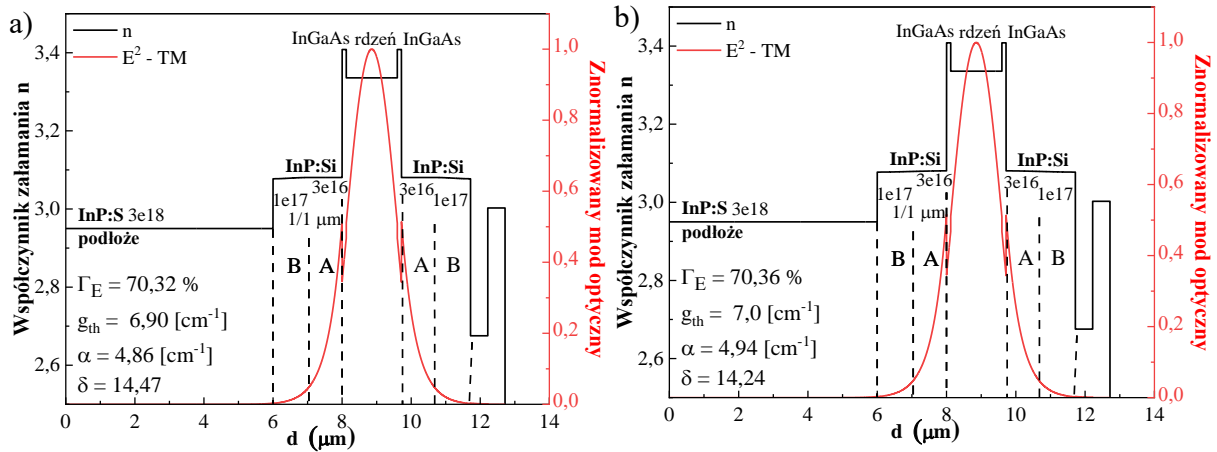 a)
n
E² - TM
InGaAs rdzeń InGaAs
3,4
3,2
3,0
2,8
2,6
Współczynnik załamania n
InP:Si
InP:Si
1e17
3e16
3e16
1e17
1/1 μm
InP:S 3e18
podłoże
B
A
A
B
Γ_E = 70,32 %
g_th = 6,90 [cm⁻¹]
α = 4,86 [cm⁻¹]
δ = 14,47
0
2
4
6
8
10
12
14
d (μm)
1,0
0,8
0,6
0,4
0,2
0,0
Znormalizowany mod optyczny
b)
n
E² - TM
InGaAs rdzeń InGaAs
3,4
3,2
3,0
2,8
2,6
Współczynnik załamania n
InP:Si
InP:Si
1e17
3e16
3e16
1e17
1/1 μm
InP:S 3e18
podłoże
B
A
A
B
Γ_E = 70,36 %
g_th = 7,0 [cm⁻¹]
α = 4,94 [cm⁻¹]
δ = 14,24
0
2
4
6
8
10
12
14
d (μm)
1,0
0,8
0,6
0,4
0,2
0,0
Znormalizowany mod optyczny